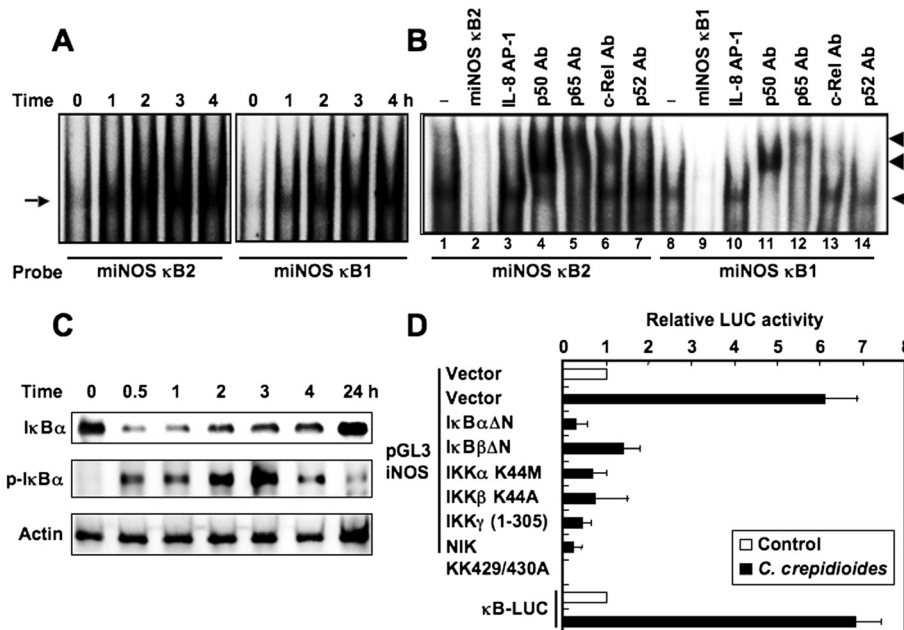 A
Time 0 1 2 3 4 0 1 2 3 4 h
Probe miNOS κB2 miNOS κB1
B
– miNOS κB2 IL-8 AP-1 p50 Ab p65 Ab c-Rel Ab p52 Ab – miNOS κB1 IL-8 AP-1 p50 Ab p65 Ab c-Rel Ab p52 Ab
1 2 3 4 5 6 7 8 9 10 11 12 13 14
miNOS κB2 miNOS κB1
C
Time 0 0.5 1 2 3 4 24 h
IκBα
p-IκBα
Actin
D
Relative LUC activity
0 1 2 3 4 5 6 7 8
pGL3
iNOS
Vector
Vector
IκBαΔN
IκBβΔN
IKKα K44M
IKKβ K44A
IKKγ (1-305)
NIK
KK429/430A
κB-LUC
Control
C. crepidioides